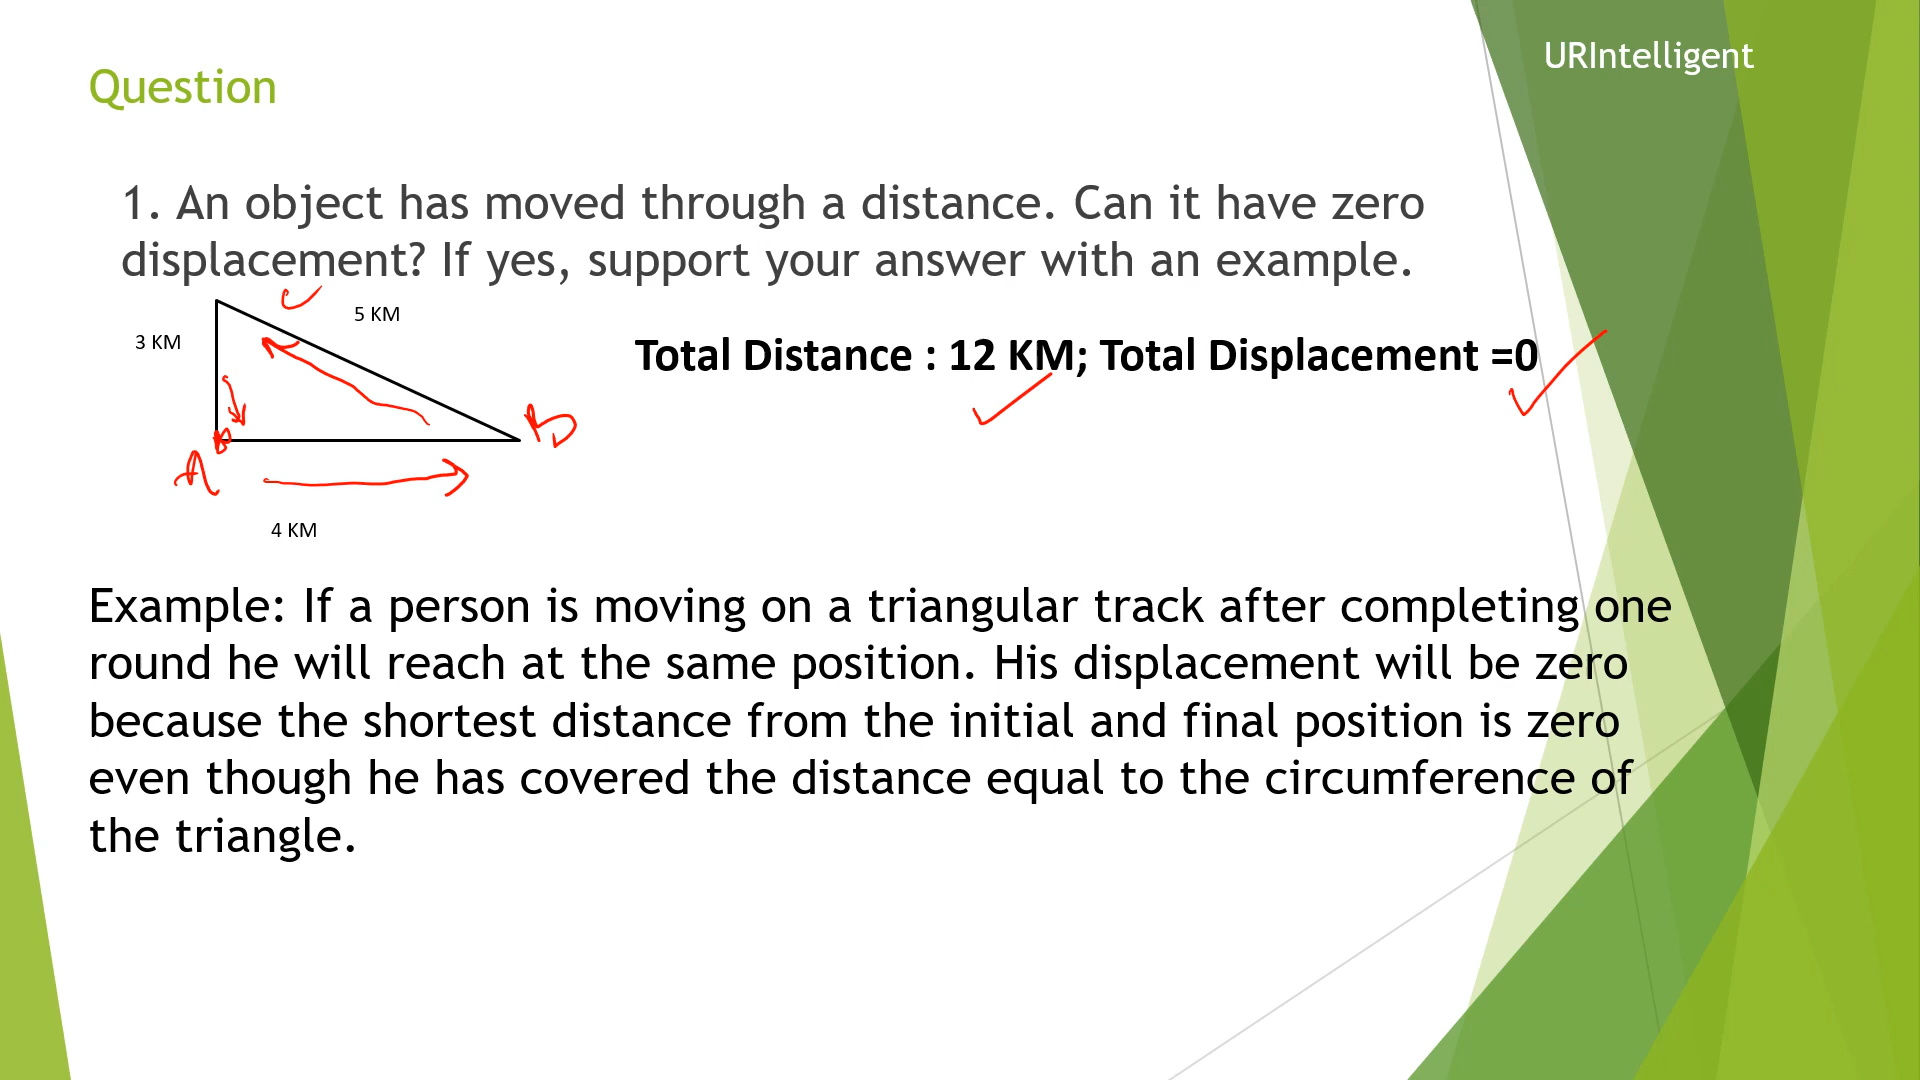 URIntelligent
Question
1. An object has moved through a distance. Can it have zero
displacement? If yes, support your answer with an example.
5 KM
3 KM
Total Distance : 12 KM; Total Displacement =0
A
B
C
4 KM
Example: If a person is moving on a triangular track after completing one
round he will reach at the same position. His displacement will be zero
because the shortest distance from the initial and final position is zero
even though he has covered the distance equal to the circumference of
the triangle.